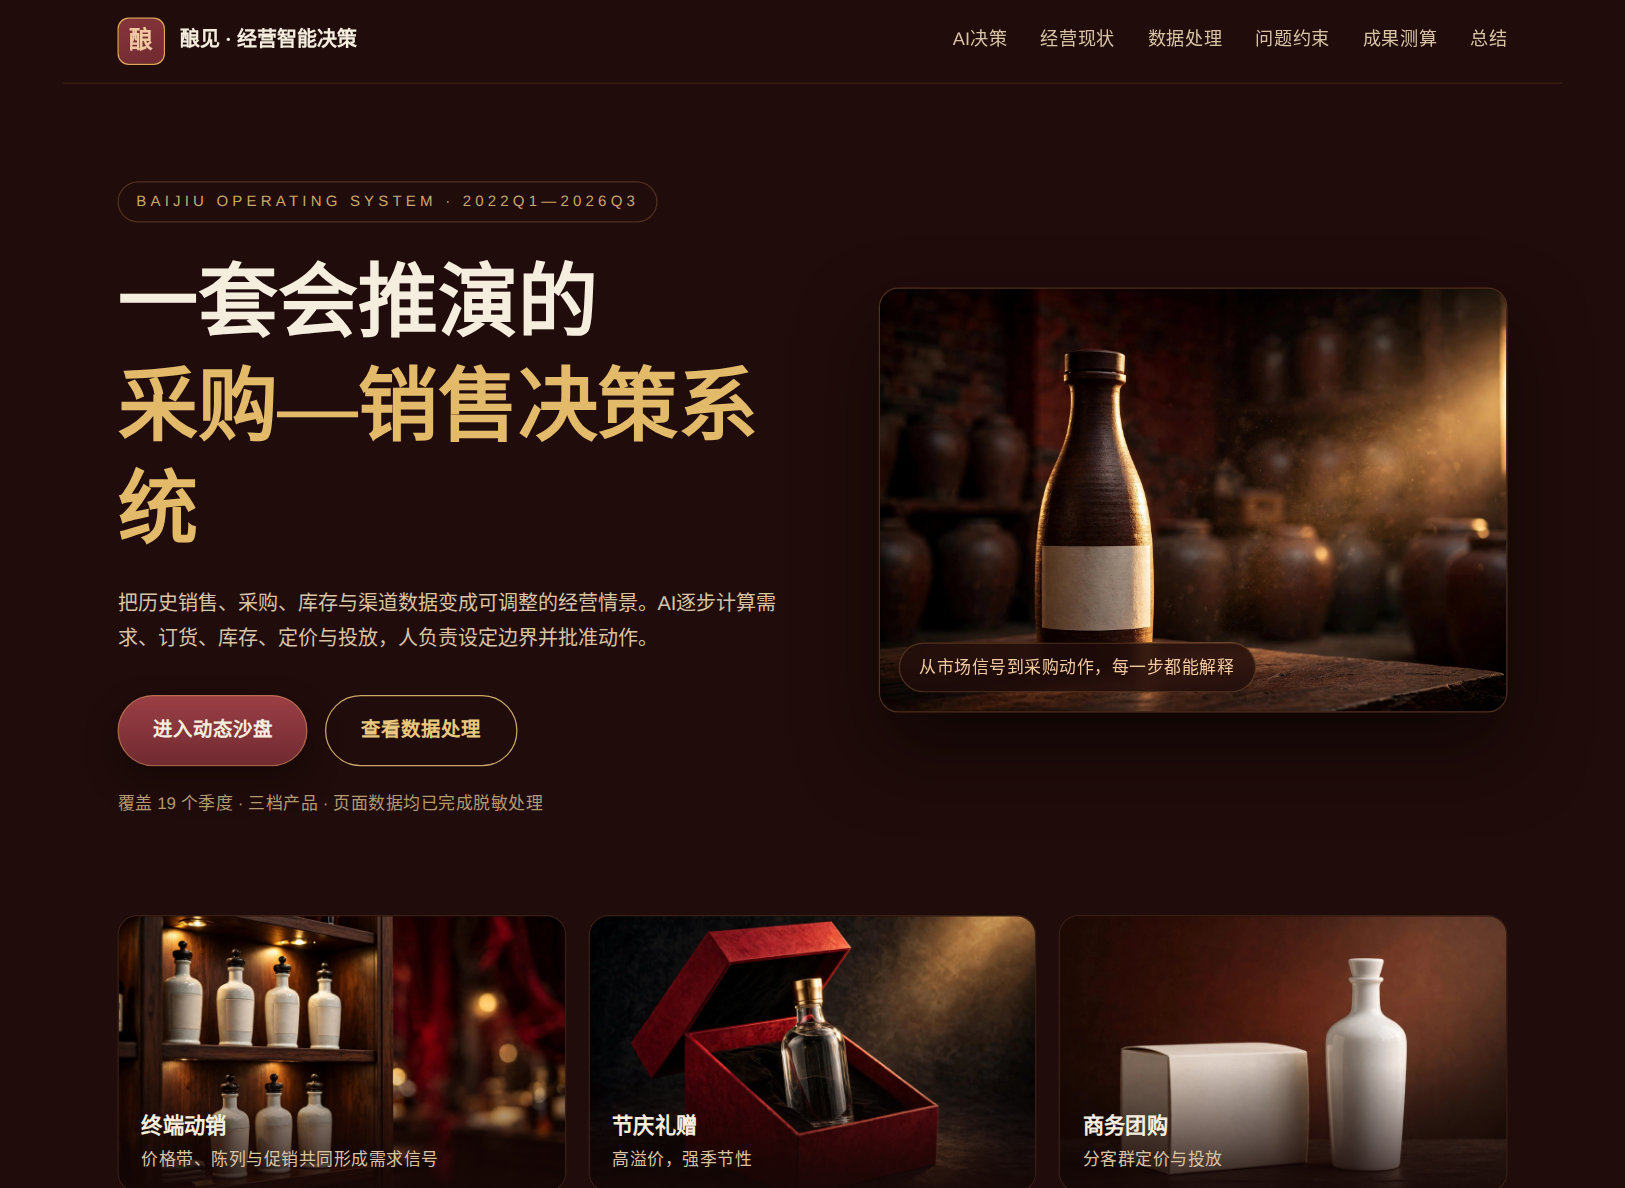 酿
酿见 · 经营智能决策
AI决策 经营现状 数据处理 问题约束 成果测算 总结
BAIJIU OPERATING SYSTEM · 2022Q1—2026Q3
一套会推演的
采购—销售决策系
统
把历史销售、采购、库存与渠道数据变成可调整的经营情景。AI逐步计算需
求、订货、库存、定价与投放，人负责设定边界并批准动作。
进入动态沙盘
查看数据处理
覆盖 19 个季度 · 三档产品 · 页面数据均已完成脱敏处理
从市场信号到采购动作，每一步都能解释
终端动销
价格带、陈列与促销共同形成需求信号
节庆礼赠
高溢价，强季节性
商务团购
分客群定价与投放